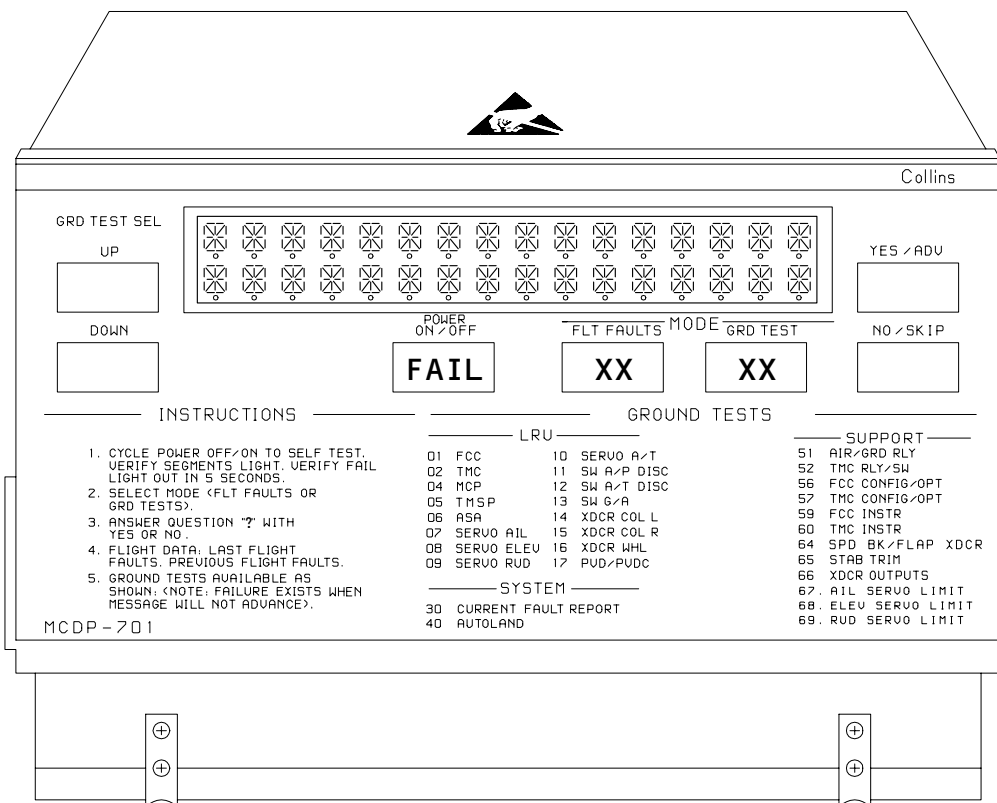 Collins
GRD TEST SEL
UP
YES/ADV
DOWN
POWER
ON/OFF
FLT FAULTS
MODE
GRD TEST
NO/SKIP
FAIL
XX
XX
INSTRUCTIONS
1. CYCLE POWER OFF/ON TO SELF TEST.
VERIFY SEGMENTS LIGHT. VERIFY FAIL
LIGHT OUT IN 5 SECONDS.
2. SELECT MODE (FLT FAULTS OR
GRD TESTS).
3. ANSWER QUESTION "?" WITH
YES OR NO.
4. FLIGHT DATA: LAST FLIGHT
FAULTS. PREVIOUS FLIGHT FAULTS.
5. GROUND TESTS AVAILABLE AS
SHOWN: (NOTE: FAILURE EXISTS WHEN
MESSAGE WILL NOT ADVANCE).
MCDP-701
GROUND TESTS
LRU
01 FCC
02 TMC
04 MCP
05 TMSP
06 ASA
07 SERVO AIL
08 SERVO ELEV
09 SERVO RUD
10 SERVO A/T
11 SW A/P DISC
12 SW A/T DISC
13 SW G/A
14 XDCR COL L
15 XDCR COL R
16 XDCR WHL
17 PVD/PVDC
SYSTEM
30 CURRENT FAULT REPORT
40 AUTOLAND
SUPPORT
51 AIR/GRD RLY
52 TMC RLY/SW
56 FCC CONFIG/OPT
57 TMC CONFIG/OPT
59 FCC INSTR
60 TMC INSTR
64 SPD BK/FLAP XDCR
65 STAB TRIM
66 XDCR OUTPUTS
67. AIL SERVO LIMIT
68. ELEV SERVO LIMIT
69. RUD SERVO LIMIT